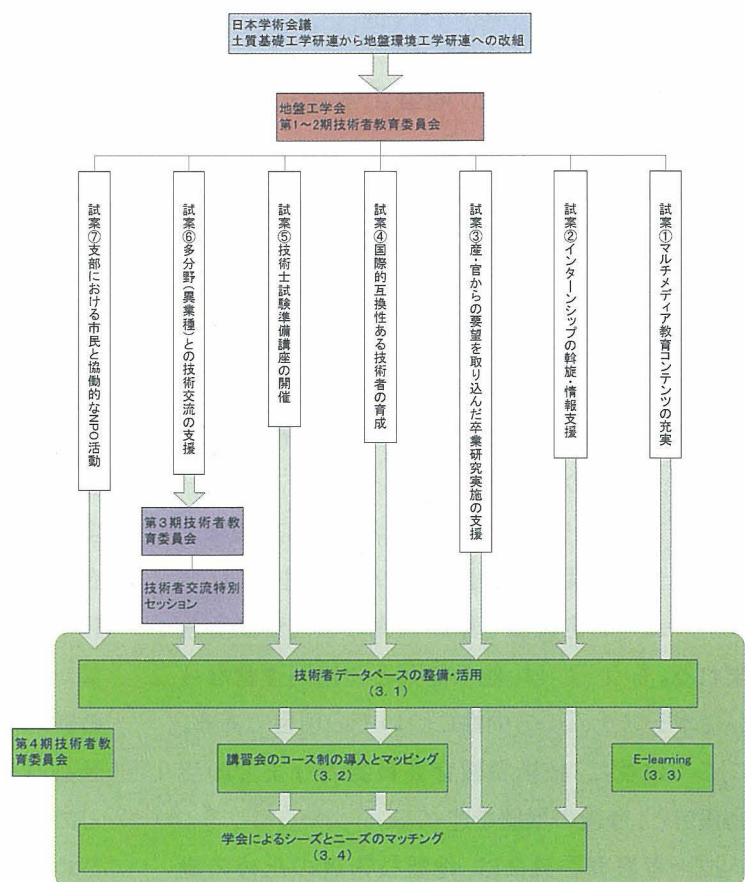 日本学術会議
土質基礎工学研連から地盤環境工学研連への改組
地盤工学会
第1～2期技術者教育委員会
試案①マルチメディア教育コンテンツの充実
試案②インターンシップの斡旋・情報支援
試案③産・官からの要望を取り込んだ卒業研究実施の支援
試案④国際的互換性ある技術者の育成
試案⑤技術士試験準備講座の開催
試案⑥多分野(異業種)との技術交流の支援
試案⑦支部における市民と協働的なNPO活動
第3期技術者教
育委員会
技術者交流特別
セッション
技術者データベースの整備・活用
(3. 1)
第4期技術者教
育委員会
講習会のコース制の導入とマッピング
(3. 2)
E-learning
(3. 3)
学会によるシーズとニーズのマッチング
(3. 4)